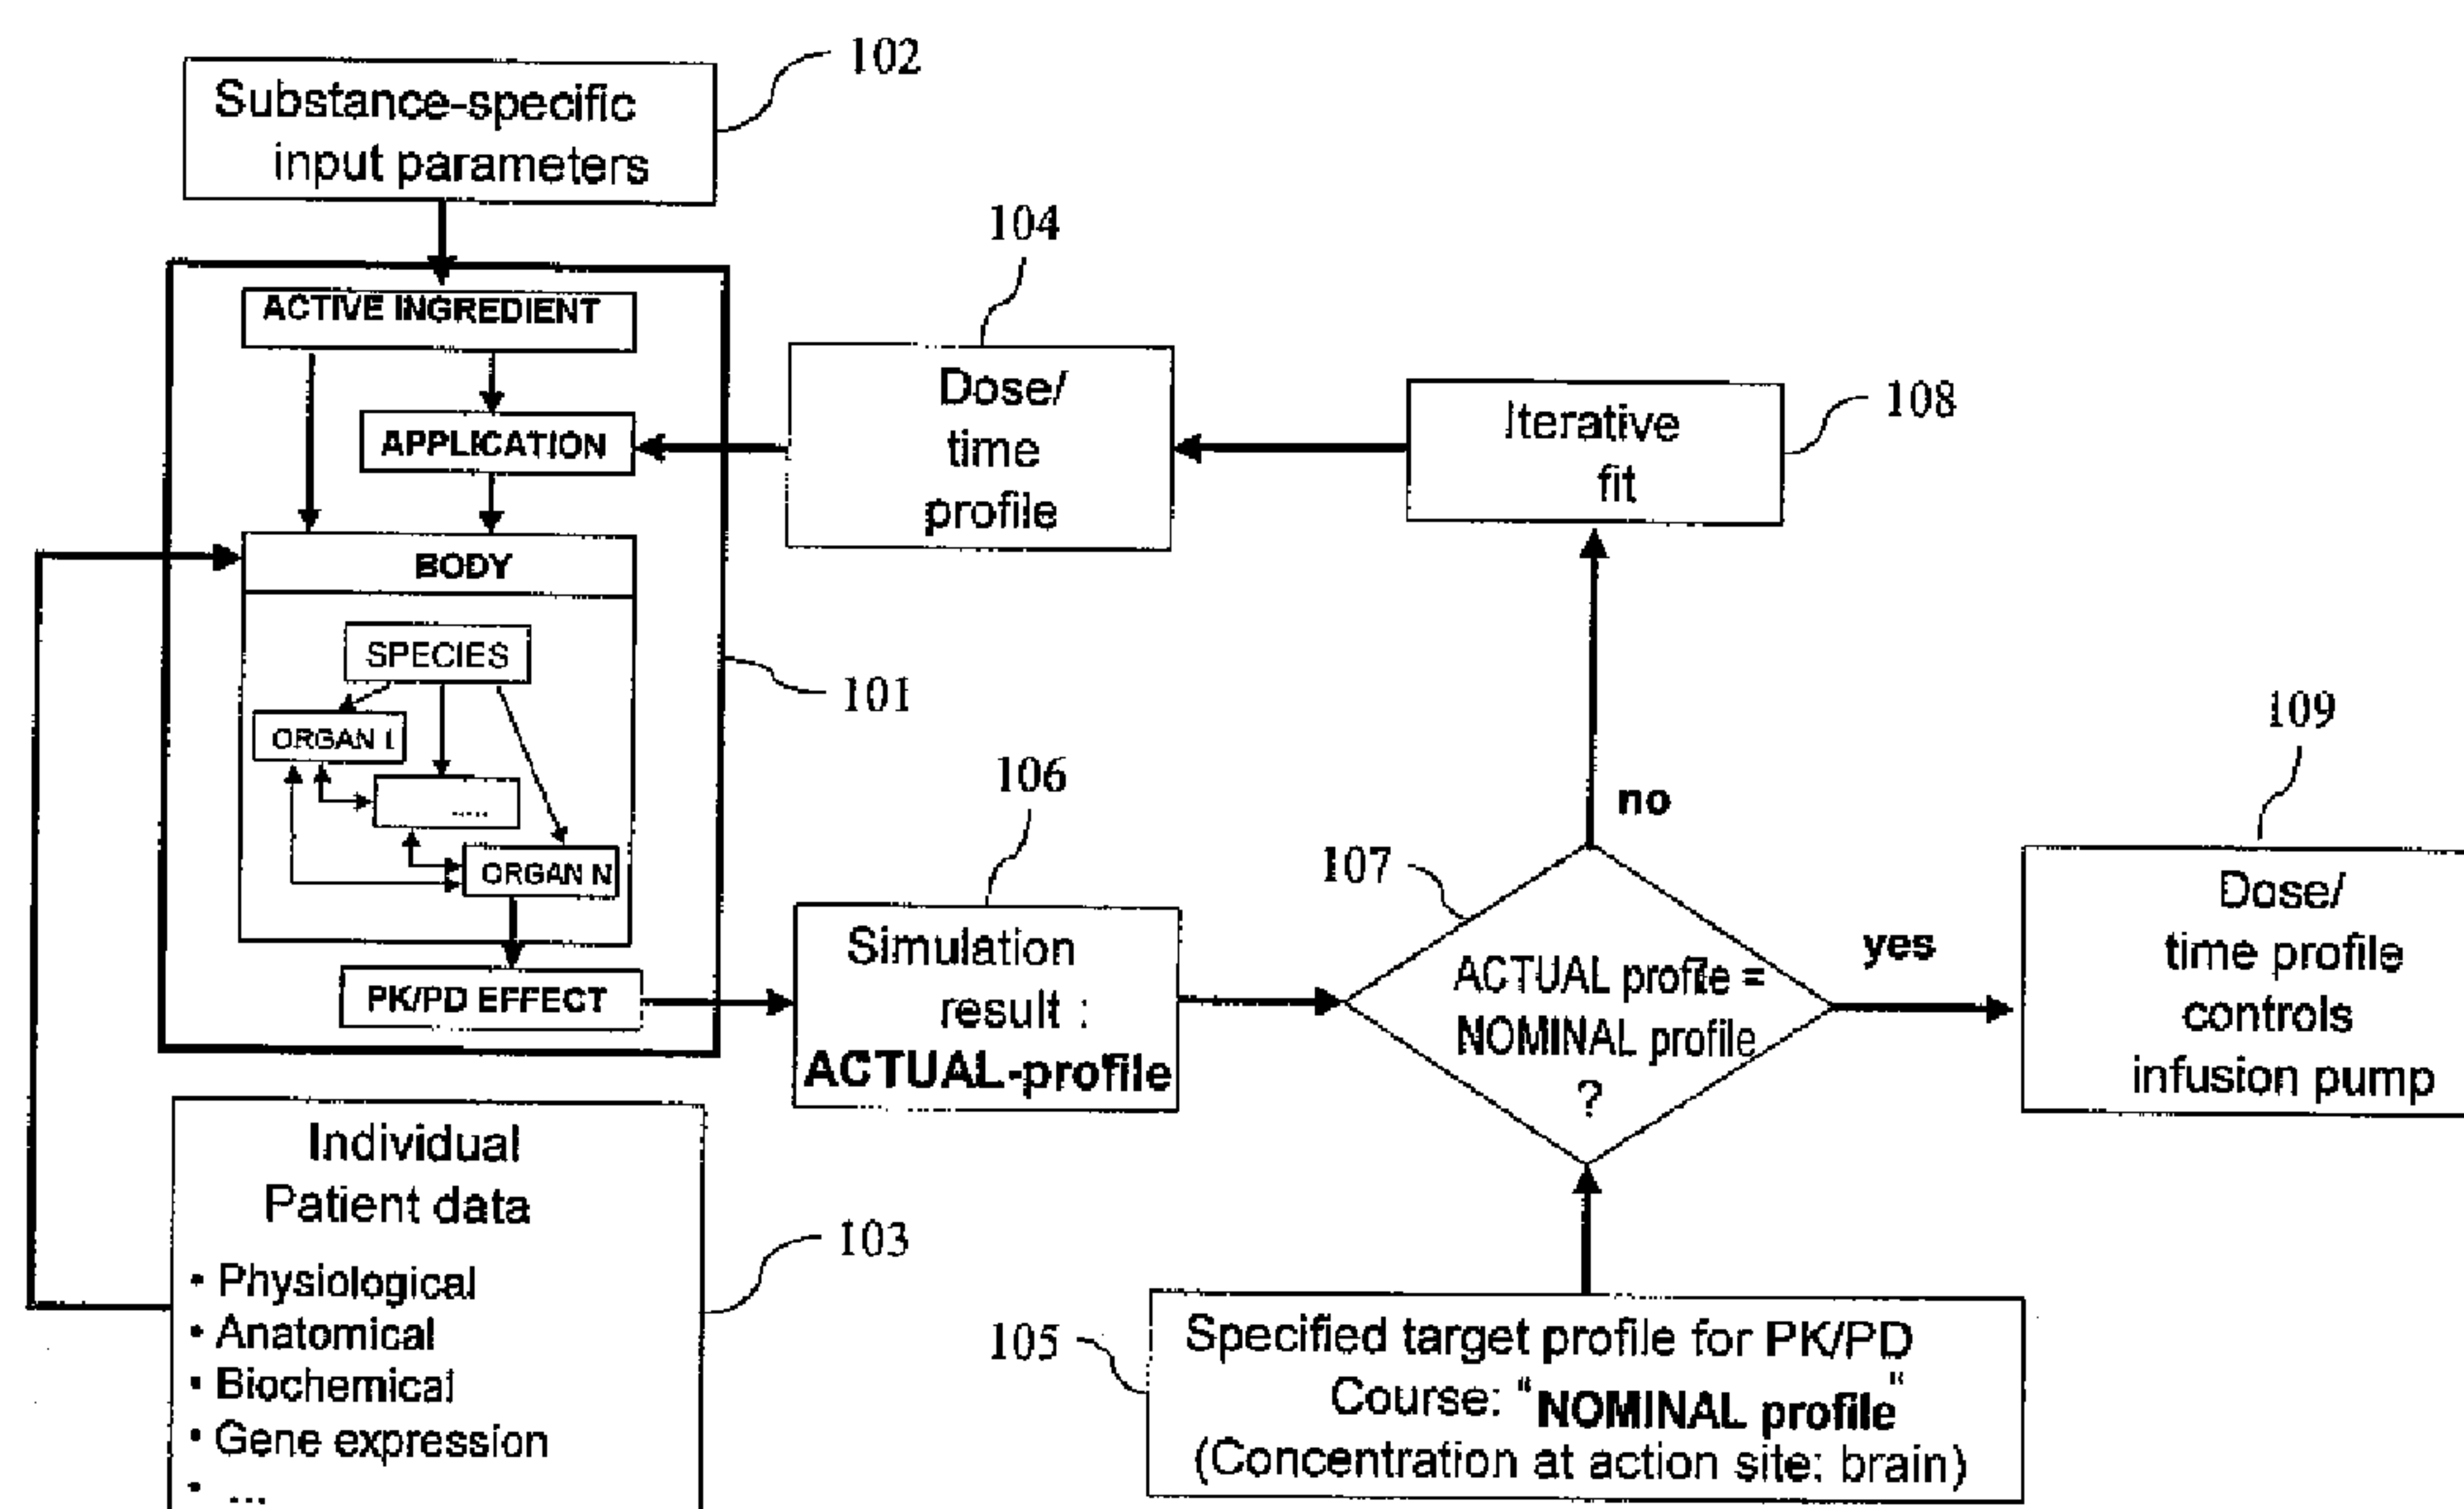 102
Substance-specific
input parameters
104
ACTIVE INGREDIENT
Dose/
time
profile
Iterative
fit
108
APPLICATION
BODY
SPECIES
101
ORGAN 1
.....
ORGAN N
PK/PD EFFECT
106
Simulation
result :
ACTUAL-profile
107
no
yes
ACTUAL profile =
NOMINAL profile
?
109
Dose/
time profile
controls
infusion pump
Individual
Patient data
• Physiological
• Anatomical
• Biochemical
• Gene expression
• ...
103
105
Specified target profile for PK/PD
Course: "NOMINAL profile"
(Concentration at action site: brain)